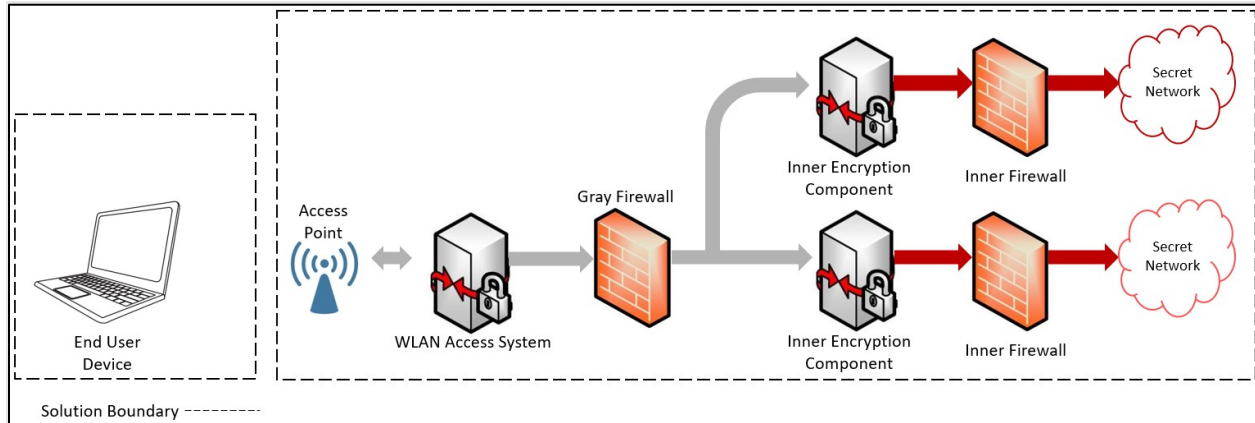 Secret
Network
Inner Encryption
Component
Inner Firewall
Gray Firewall
Access
Point
Secret
Network
End User
Device
WLAN Access System
Inner Encryption
Component
Inner Firewall
Solution Boundary